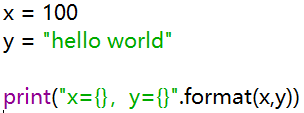 x = 100
y = "hello world"
print("x={}，y={}".format(x,y))